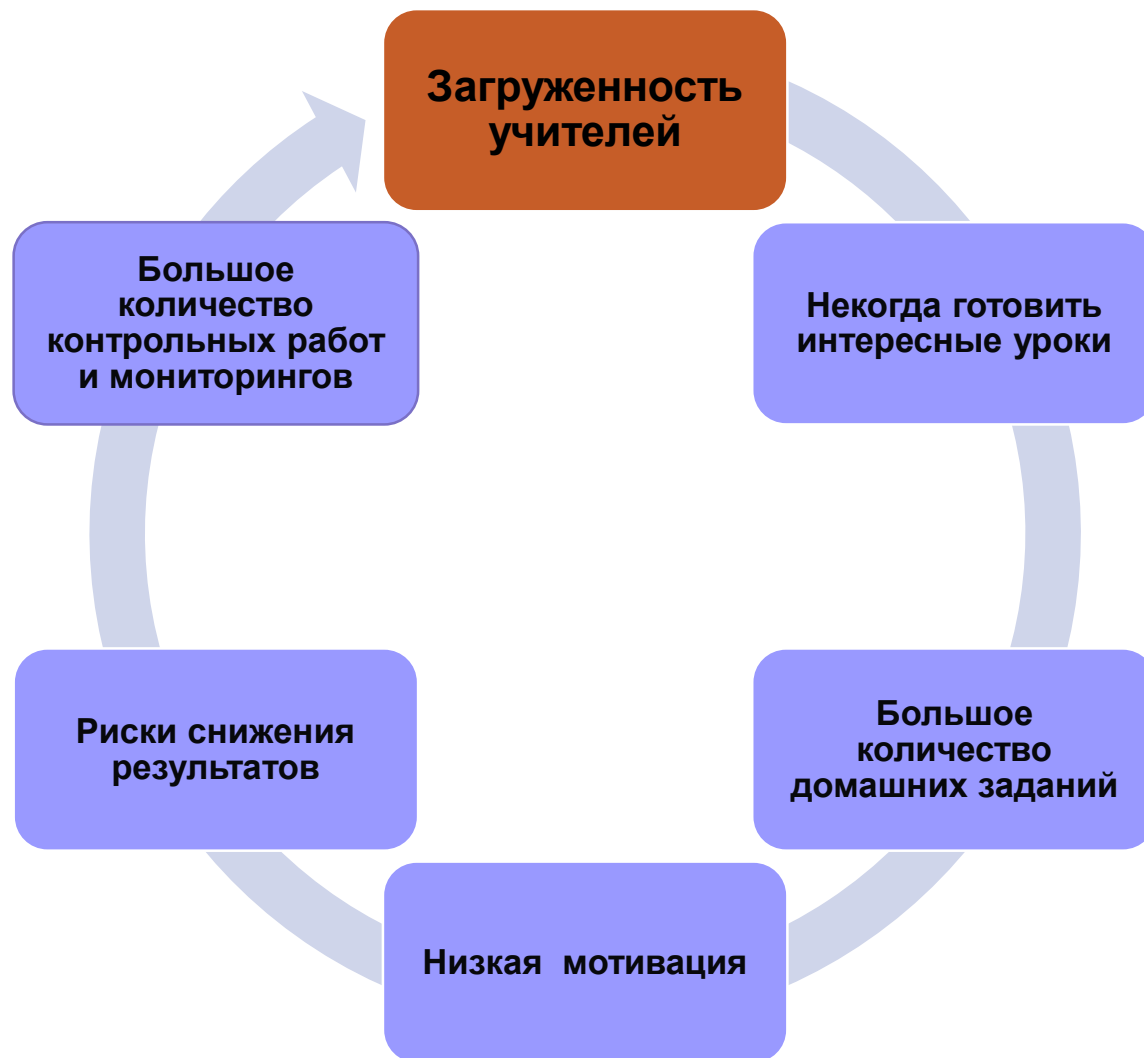 Загруженность
учителей
Некогда готовить
интересные уроки
Большое
количество
домашних заданий
Низкая  мотивация
Риски снижения
результатов
Большое
количество
контрольных работ
и мониторингов